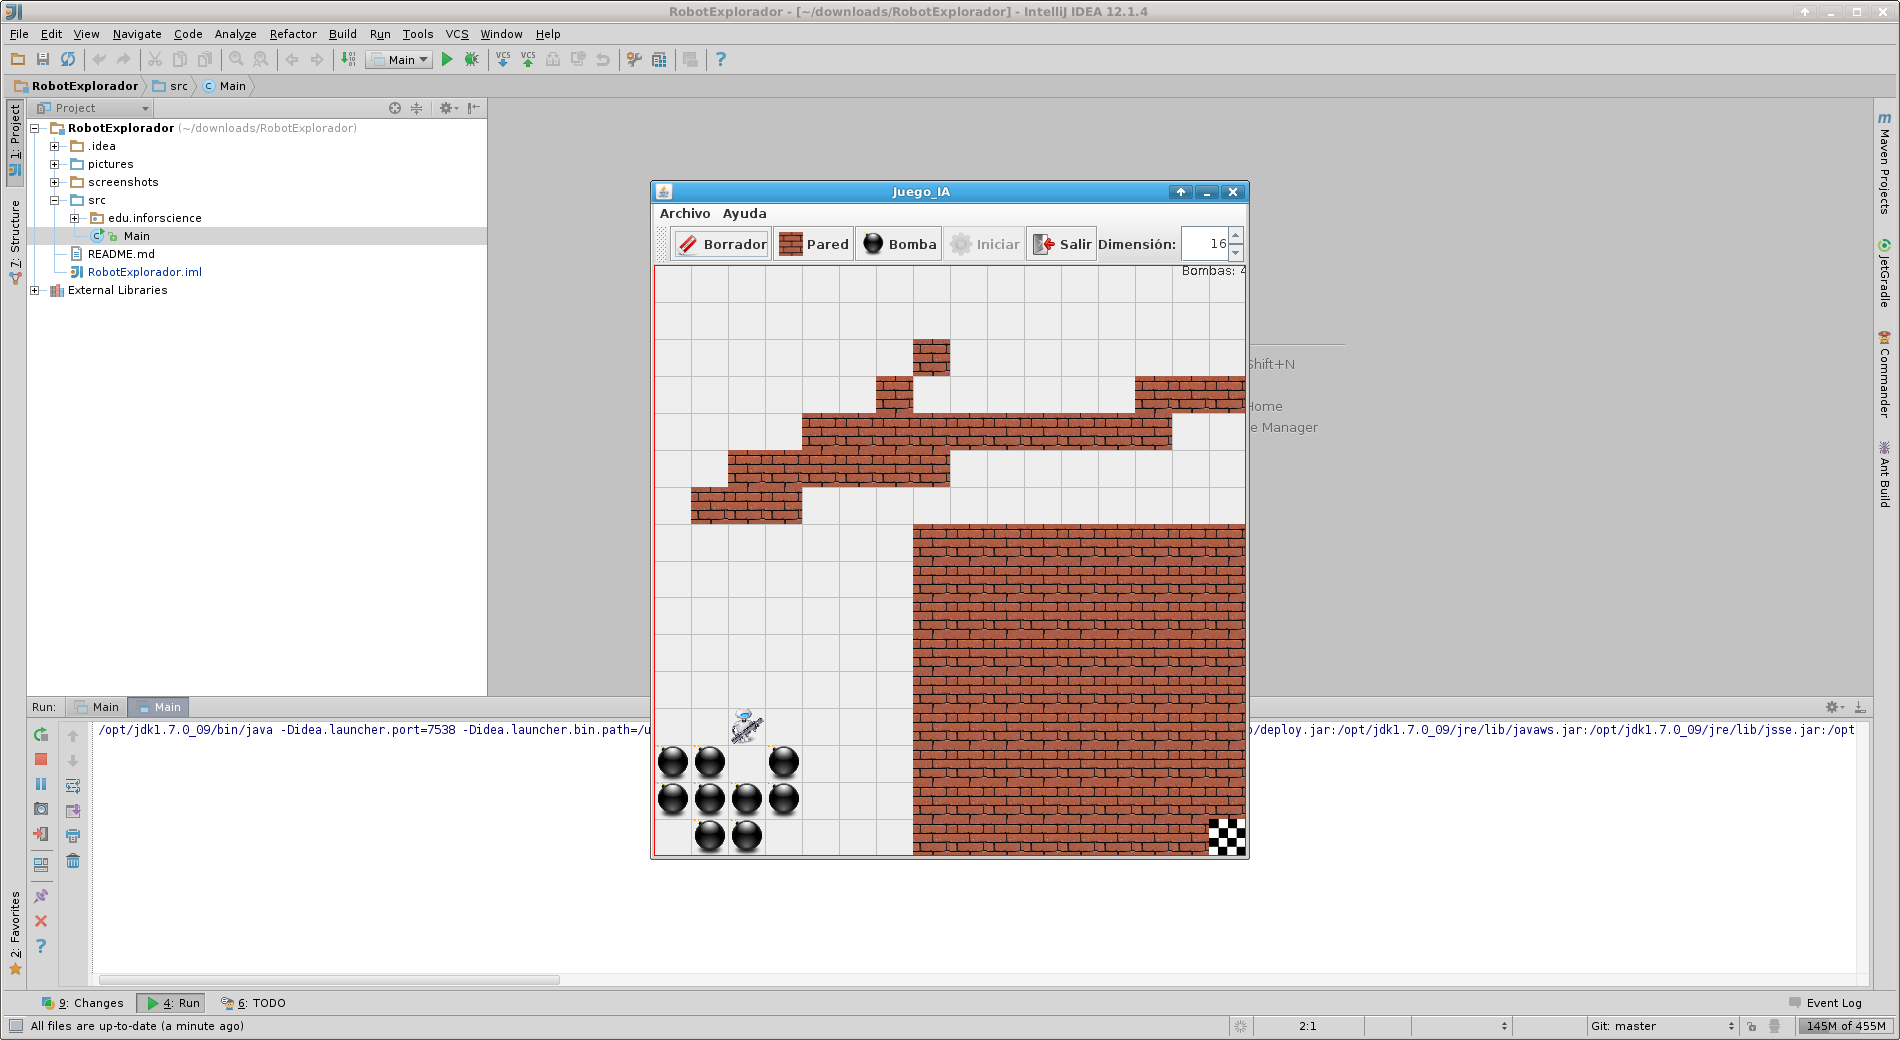 RobotExplorador - [~/downloads/RobotExplorador] - IntelliJ IDEA 12.1.4
File Edit View Navigate Code Analyze Refactor Build Run Tools VCS Window Help
Main
VCS VCS
RobotExplorador src Main
1: Project
7: Structure
2: Favorites
Project
RobotExplorador (~/downloads/RobotExplorador)
.idea
pictures
screenshots
src
edu.inforscience
Main
README.md
RobotExplorador.iml
External Libraries
Juego_IA
Archivo Ayuda
Borrador Pared Bomba Iniciar Salir Dimensión: 16
Bombas: 4
Shift+N
Home
e Manager
Maven Projects
JetGradle
Commander
Ant Build
Run: Main Main
/opt/jdk1.7.0_09/bin/java -Didea.launcher.port=7538 -Didea.launcher.bin.path=/u
/deploy.jar:/opt/jdk1.7.0_09/jre/lib/javaws.jar:/opt/jdk1.7.0_09/jre/lib/jsse.jar:/opt
9: Changes 4: Run 6: TODO Event Log
All files are up-to-date (a minute ago) 2:1 Git: master 145M of 455M